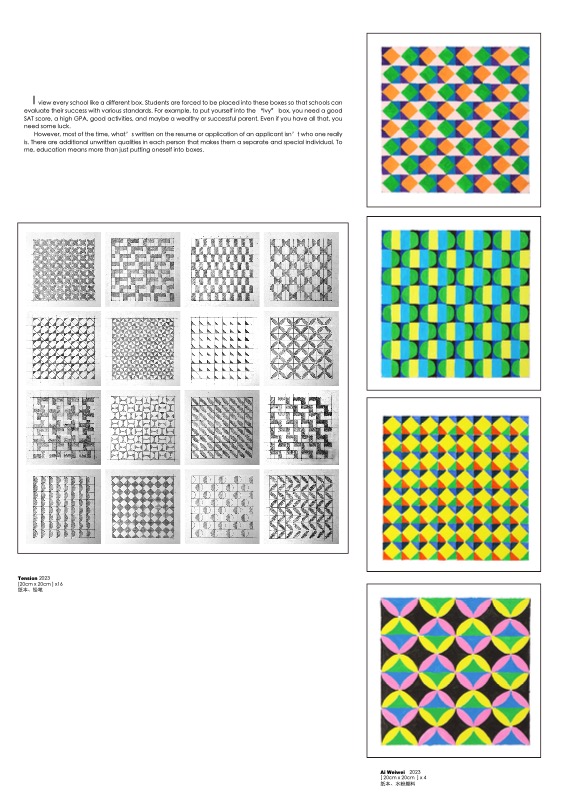 I view every school like a different box. Students are forced to be placed into these boxes so that schools can
evaluate their success with various standards. For example, to put yourself into the “Ivy” box, you need a good
SAT score, a high GPA, good activities, and maybe a wealthy or successful parent. Even if you have all, you
need some luck.
However, most of the time, what’s written on the resume or application of an applicant isn’t who one really
is. There are additional unwritten qualities in each person that makes them a separate and special individual. To
me, education means more than just putting oneself into boxes.
Tension 2023
[20cm x 20cm ] x16
纸本、铅笔
Ai Weiwei 2023
[ 20cm x 20cm ] x 4
纸本、水粉颜料